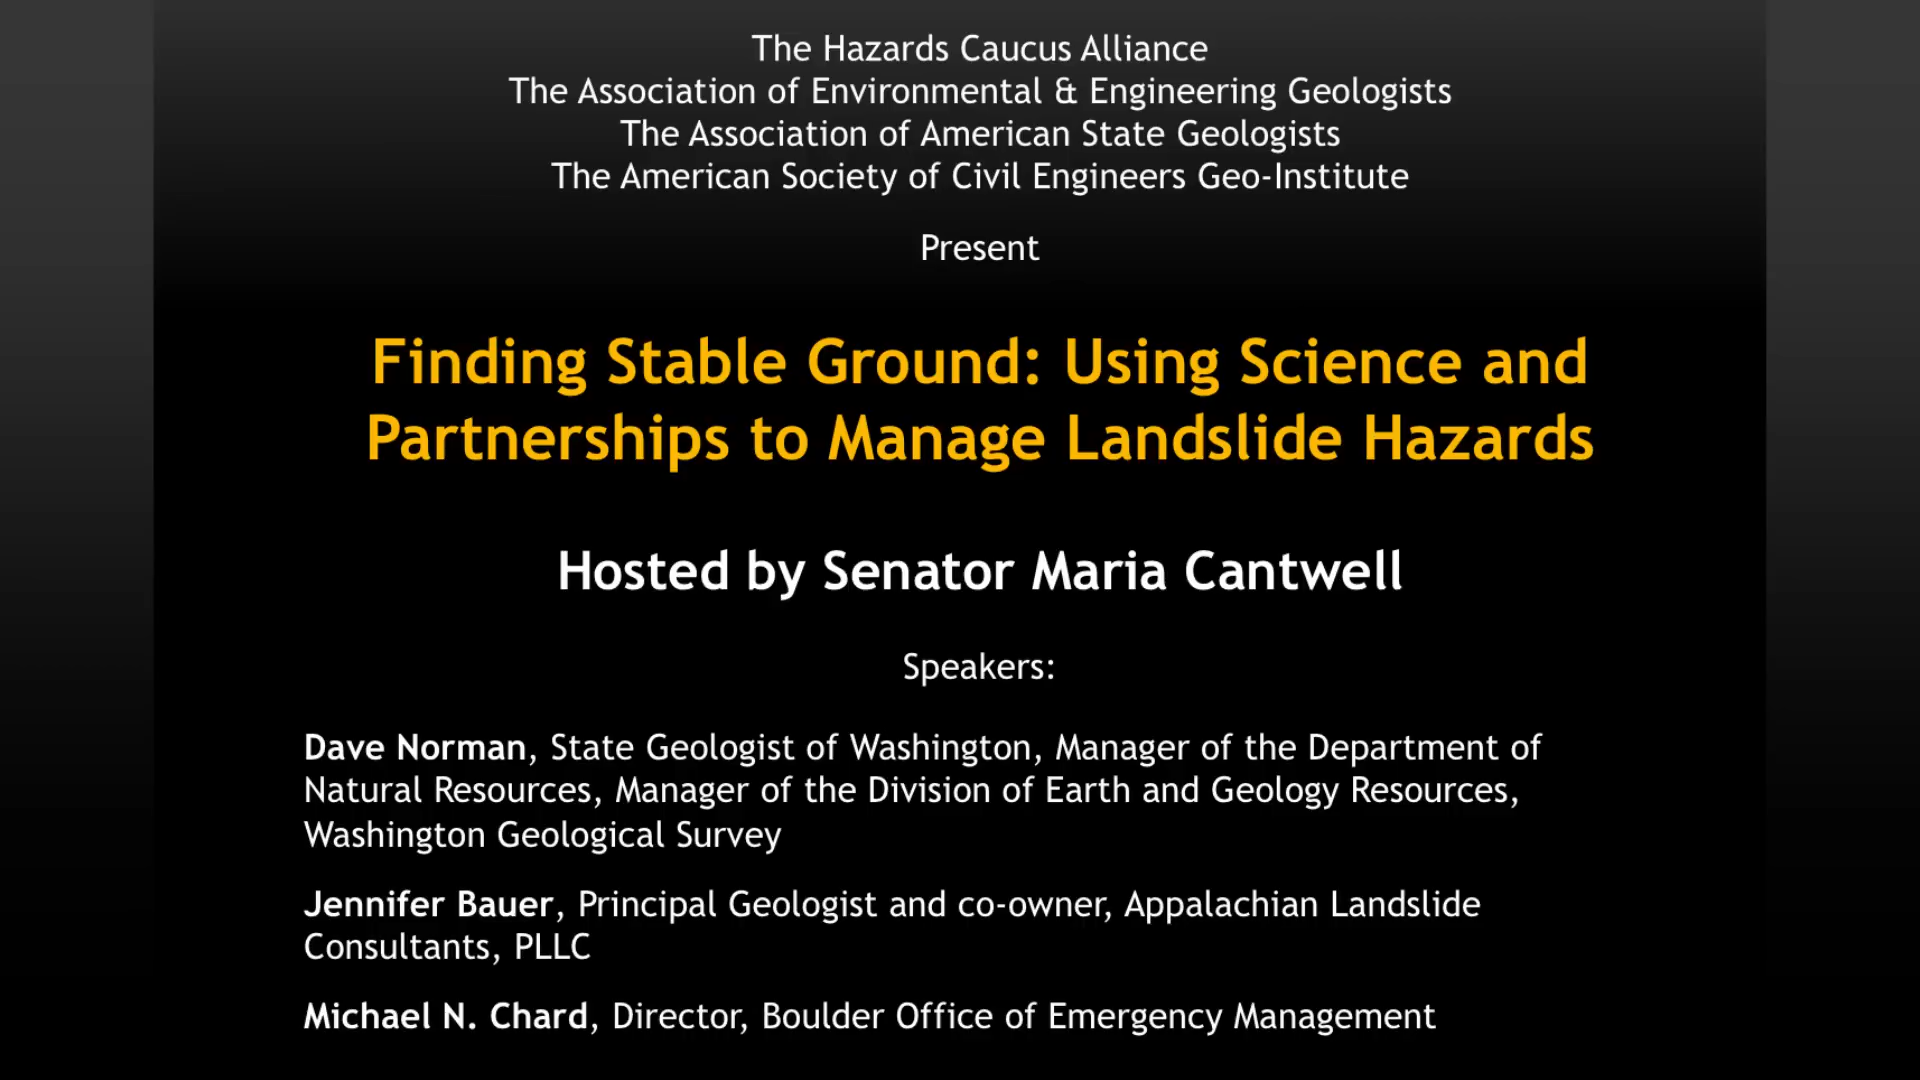 The Hazards Caucus Alliance
The Association of Environmental & Engineering Geologists
The Association of American State Geologists
The American Society of Civil Engineers Geo-Institute
Present
Finding Stable Ground: Using Science and
Partnerships to Manage Landslide Hazards
Hosted by Senator Maria Cantwell
Speakers:
Dave Norman, State Geologist of Washington, Manager of the Department of
Natural Resources, Manager of the Division of Earth and Geology Resources,
Washington Geological Survey
Jennifer Bauer, Principal Geologist and co-owner, Appalachian Landslide
Consultants, PLLC
Michael N. Chard, Director, Boulder Office of Emergency Management